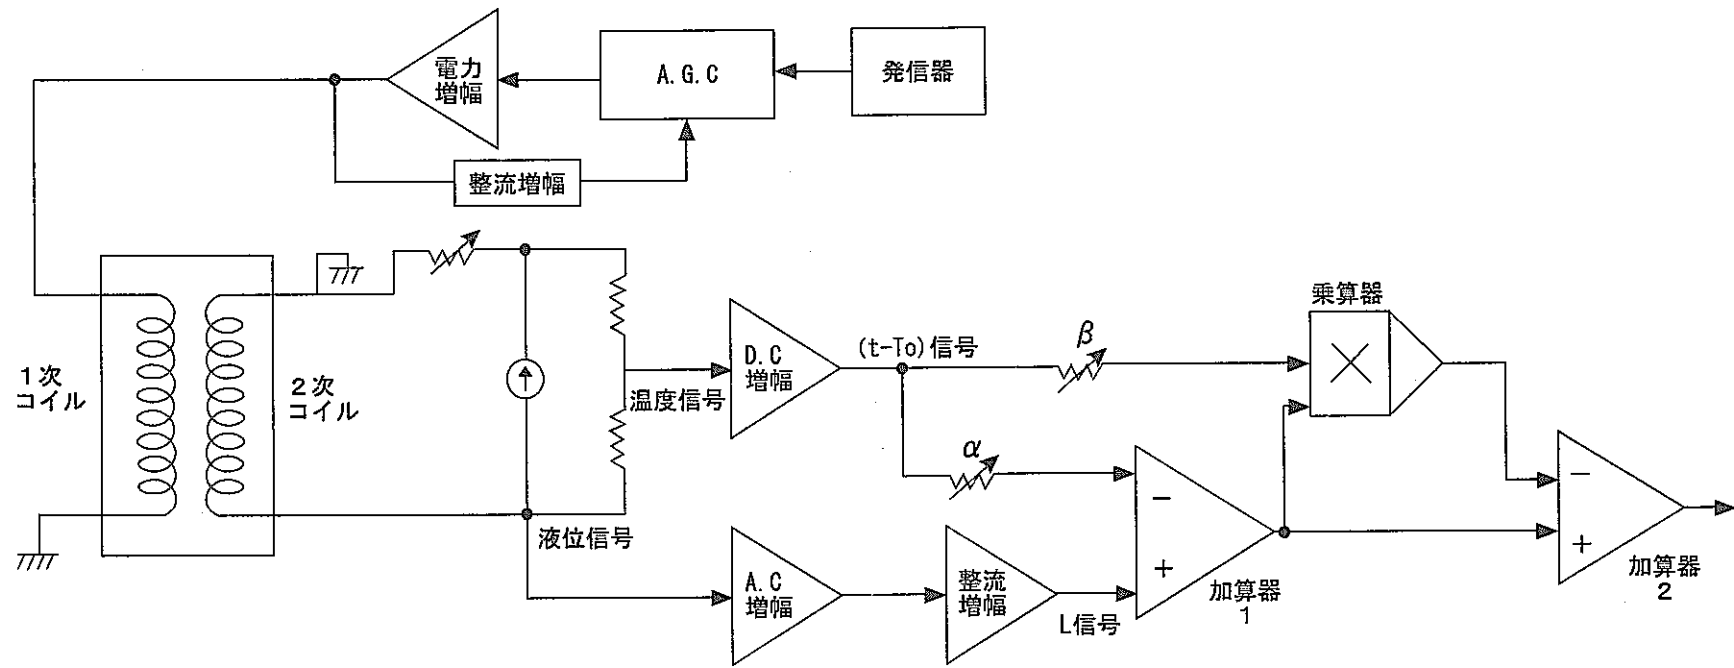 電力
増幅
A.G.C
発信器
整流増幅
1次
コイル
2次
コイル
D.C
増幅
温度信号
(t-To)信号
β
α
乗算器
×
液位信号
A.C
増幅
整流
増幅
L信号
−
+
加算器
1
−
+
加算器
2